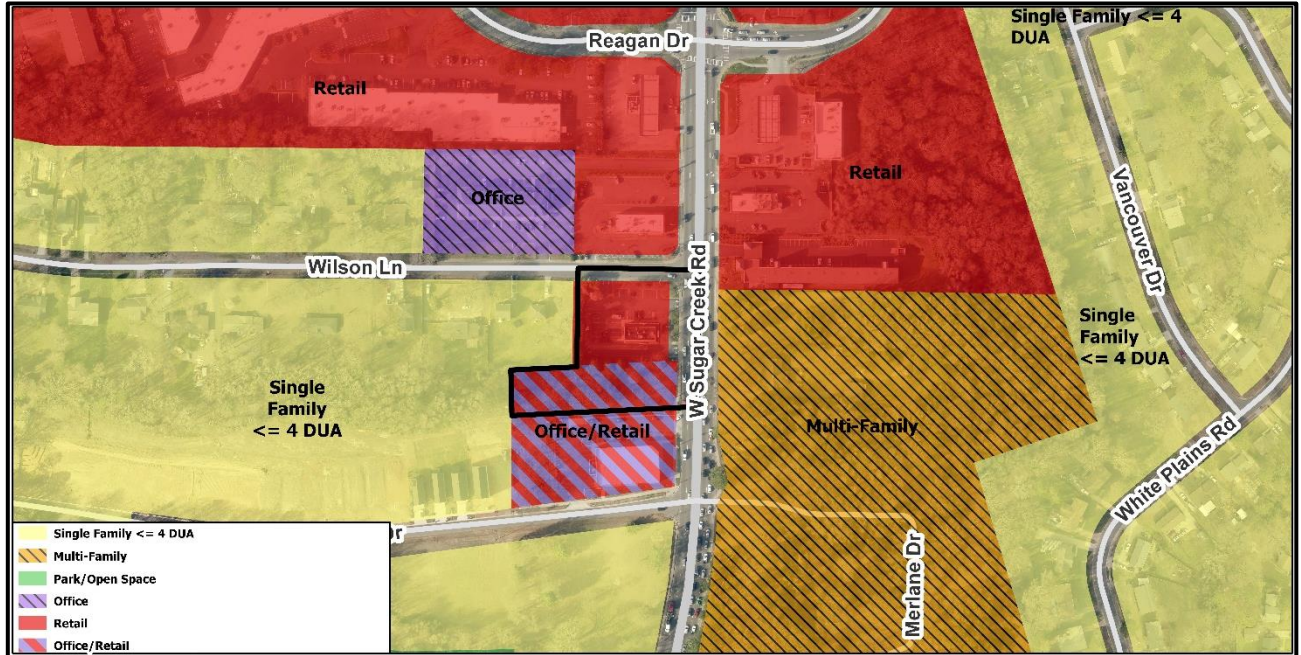 Single Family <= 4
DUA
Reagan Dr
Retail
Retail
Office
Vancouver Dr
Wilson Ln
W Sugar Creek Rd
Single
Family
<= 4 DUA
Single
Family
<= 4 DUA
Office/Retail
Multi-Family
White Plains Rd
Dr
Merlane Dr
Single Family <= 4 DUA
Multi-Family
Park/Open Space
Office
Retail
Office/Retail